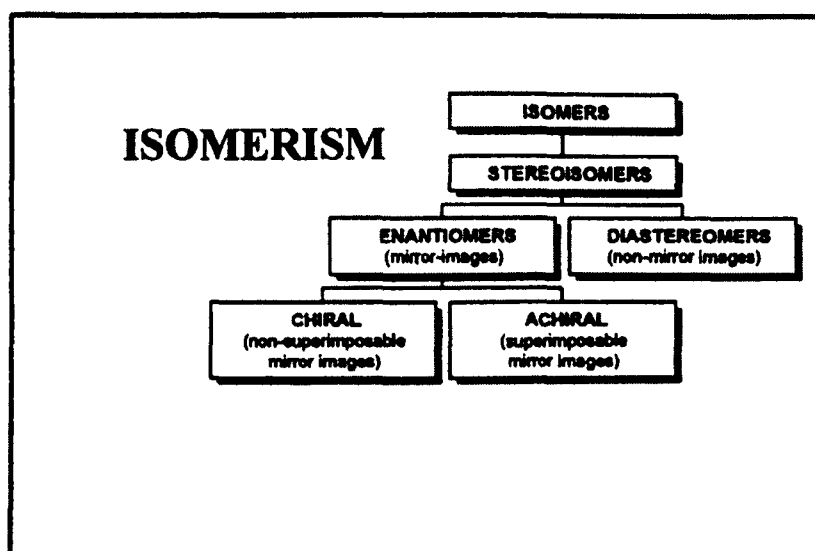 ISOMERISM
ISOMERS
STEREOISOMERS
ENANTIOMERS
(mirror-images)
DIASTEREOMERS
(non-mirror images)
CHIRAL
(non-superimposable
mirror images)
ACHIRAL
(superimposable
mirror images)